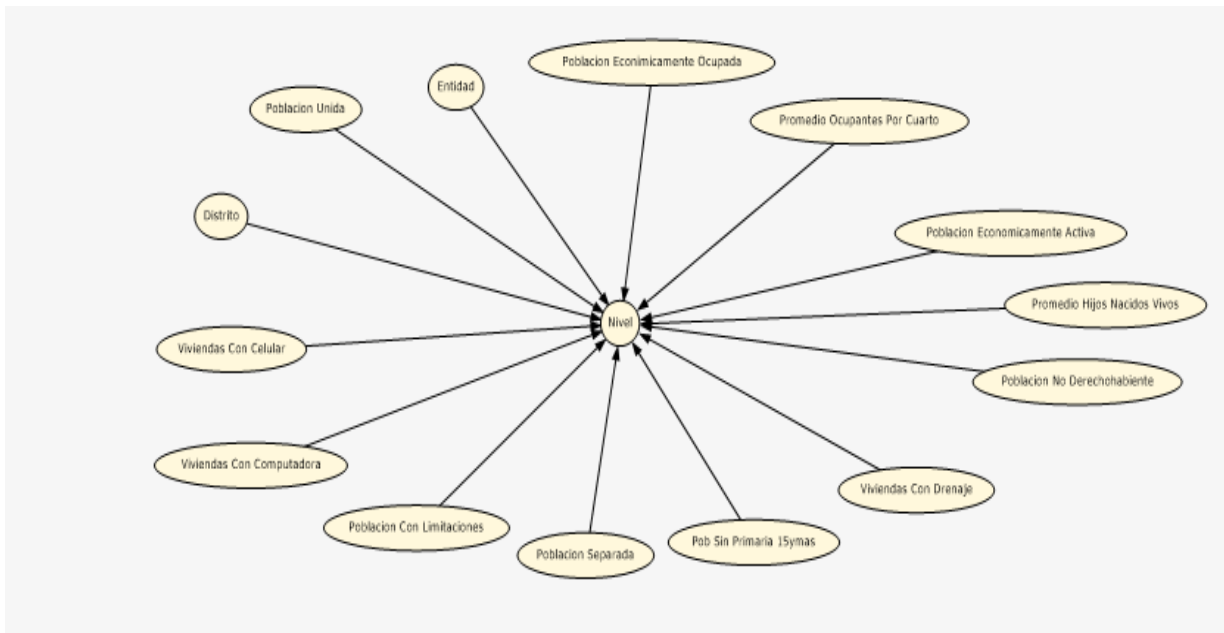 Poblacion Econimicamente Ocupada
Entidad
Poblacion Unida
Promedio Ocupantes Por Cuarto
Distrito
Poblacion Economicamente Activa
Promedio Hijos Nacidos Vivos
Nivel
Viviendas Con Celular
Poblacion No Derechohabiente
Viviendas Con Computadora
Viviendas Con Drenaje
Poblacion Con Limitaciones
Pob Sin Primaria 15ymas
Poblacion Separada